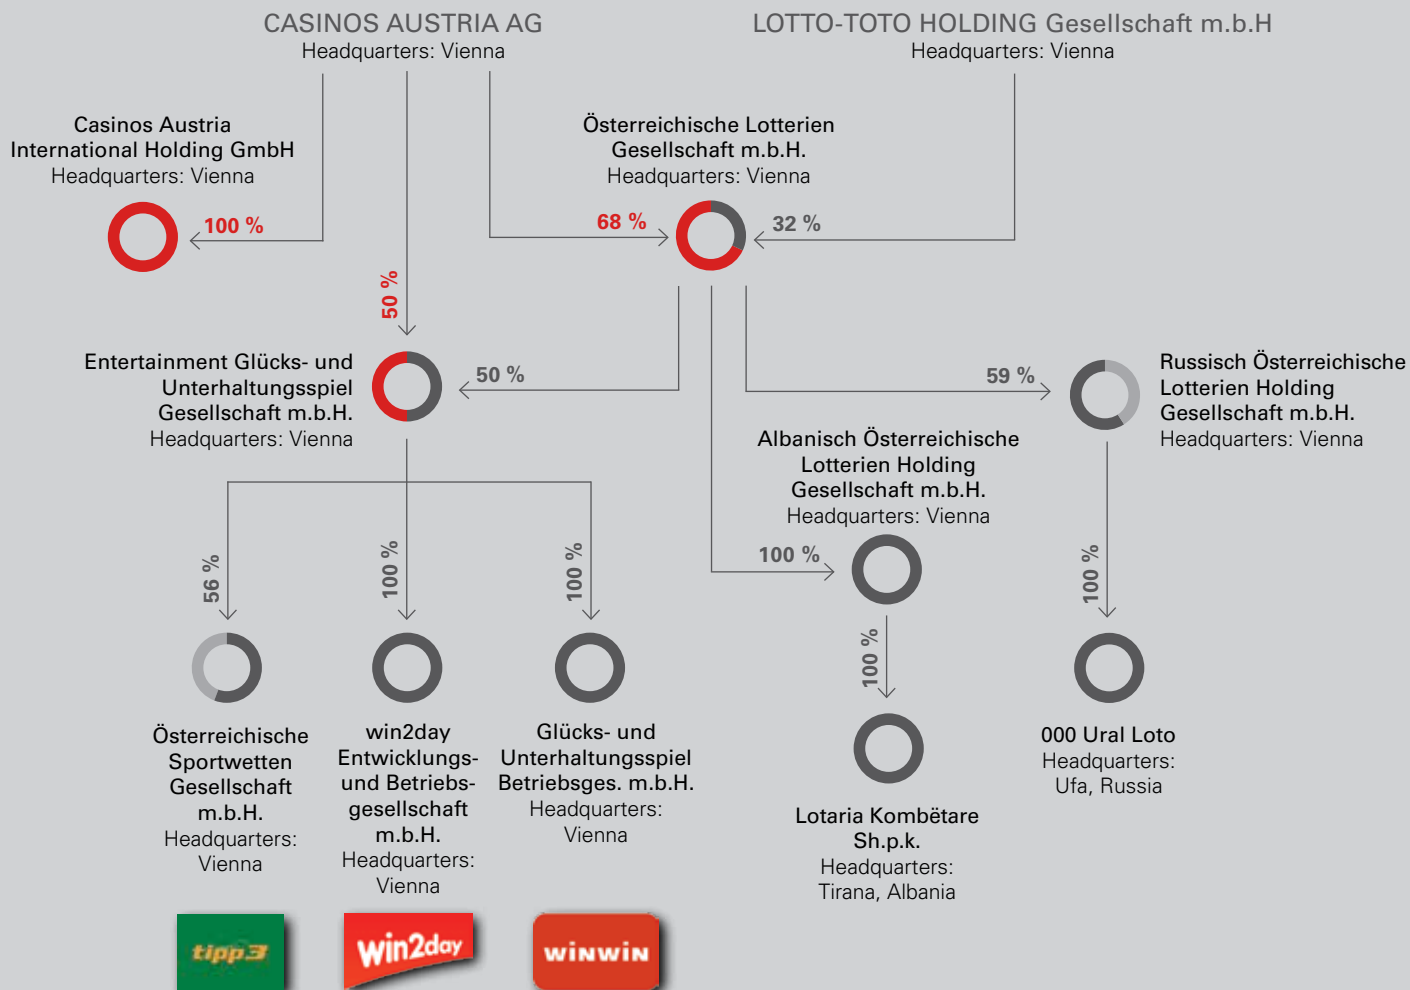 CASINOS AUSTRIA AG
Headquarters: Vienna
LOTTO-TOTO HOLDING Gesellschaft m.b.H
Headquarters: Vienna
Casinos Austria
International Holding GmbH
Headquarters: Vienna
100 %
Österreichische Lotterien
Gesellschaft m.b.H.
Headquarters: Vienna
68 %
32 %
50 %
Entertainment Glücks- und
Unterhaltungsspiel
Gesellschaft m.b.H.
Headquarters: Vienna
50 %
59 %
Russisch Österreichische
Lotterien Holding
Gesellschaft m.b.H.
Headquarters: Vienna
Albanisch Österreichische
Lotterien Holding
Gesellschaft m.b.H.
Headquarters: Vienna
100 %
56 %
100 %
100 %
100 %
100 %
Österreichische
Sportwetten
Gesellschaft
m.b.H.
Headquarters:
Vienna
win2day
Entwicklungs-
und Betriebs-
gesellschaft
m.b.H.
Headquarters:
Vienna
Glücks- und
Unterhaltungsspiel
Betriebsges. m.b.H.
Headquarters:
Vienna
Lotaria Kombëtare
Sh.p.k.
Headquarters:
Tirana, Albania
000 Ural Loto
Headquarters:
Ufa, Russia
tipp3
win2day
WINWIN